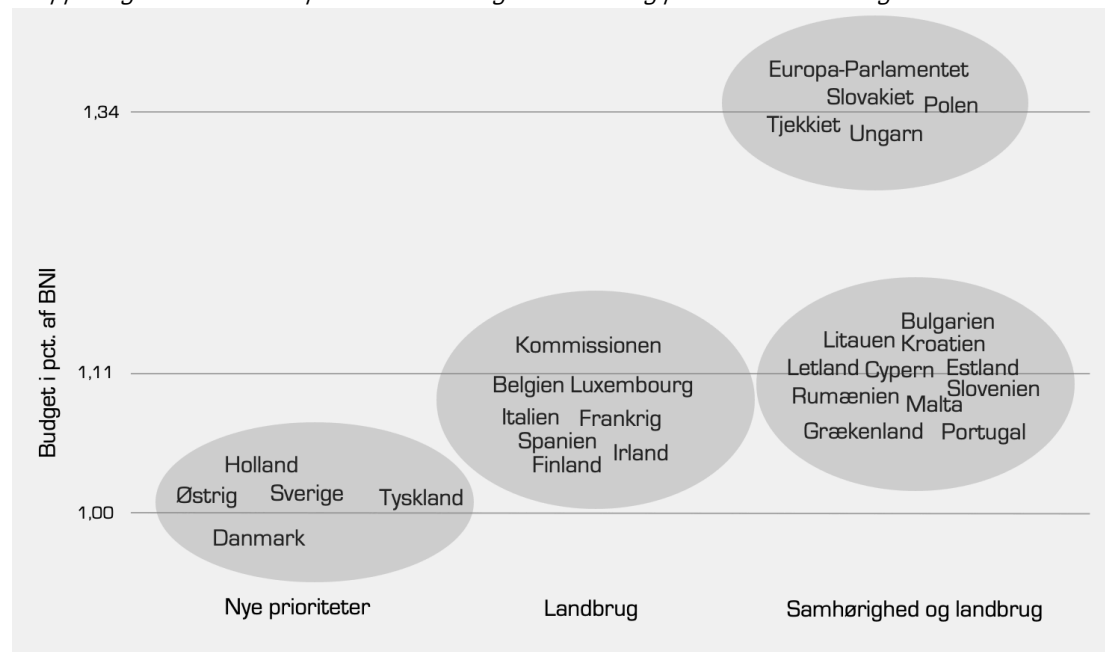 1,34
1,11
1,00
Budget i pct. af BNI
Europa-Parlamentet
Slovakiet Polen
Tjekkiet Ungarn
Bulgarien
Litauen Kroatien
Letland Cypern Estland
Rumænien Malta Slovenien
Grækenland Portugal
Kommissionen
Belgien Luxembourg
Italien Frankrig
Spanien Irland
Finland
Holland
Østrig Sverige Tyskland
Danmark
Nye prioriteter Landbrug Samhørighed og landbrug